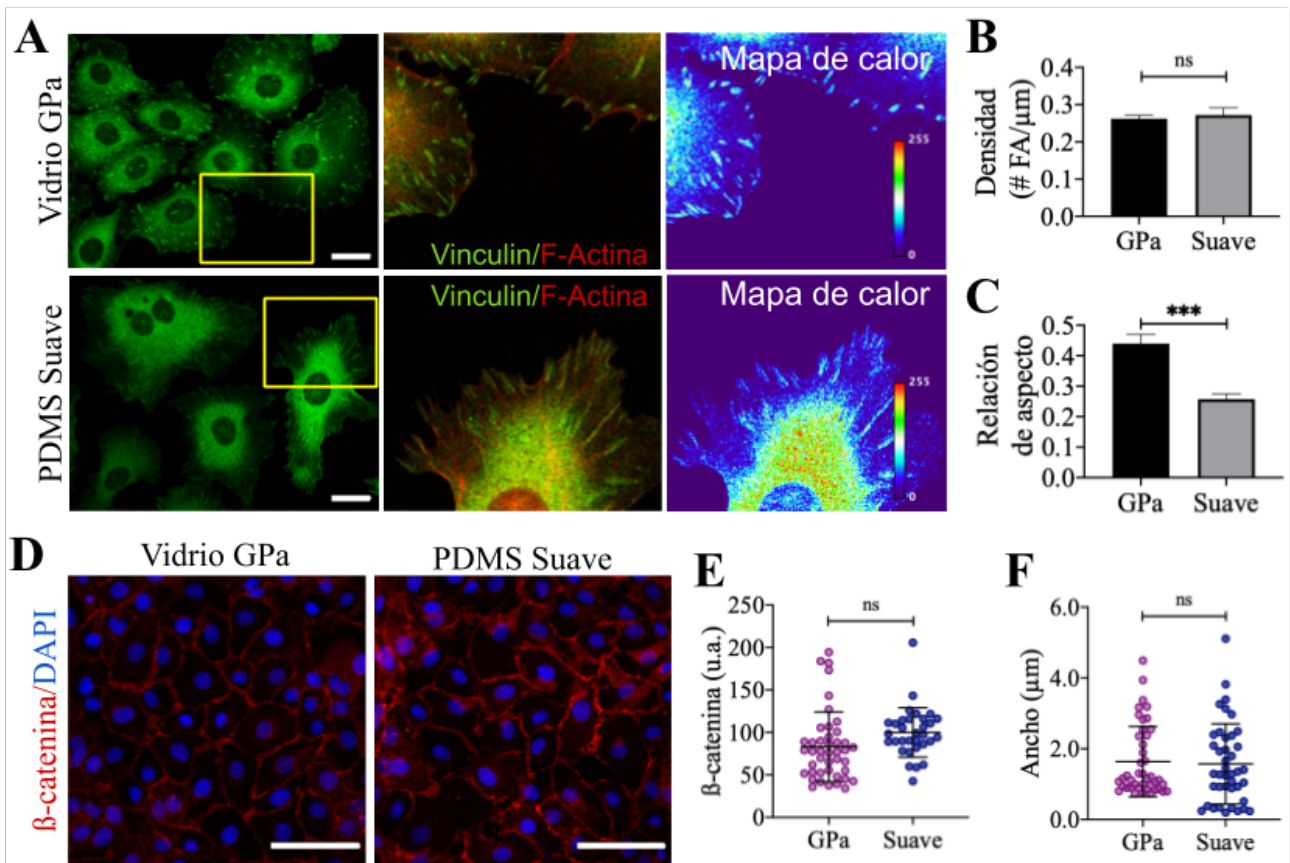 A
Vidrio GPa
Vinculin/F-Actina
Mapa de calor
255
0
PDMS Suave
Vinculin/F-Actina
Mapa de calor
255
0
B
Densidad
(# FA/µm)
0.4
0.3
0.2
0.1
0.0
ns
GPa Suave
C
Relación
de aspecto
0.5
0.4
0.3
0.2
0.1
0.0
***
GPa Suave
D
Vidrio GPa
PDMS Suave
ß-catenina/DAPI
E
ß-catenina (u.a.)
250
200
150
100
50
0
ns
GPa Suave
F
Ancho (µm)
6.0
4.0
2.0
0.0
ns
GPa Suave